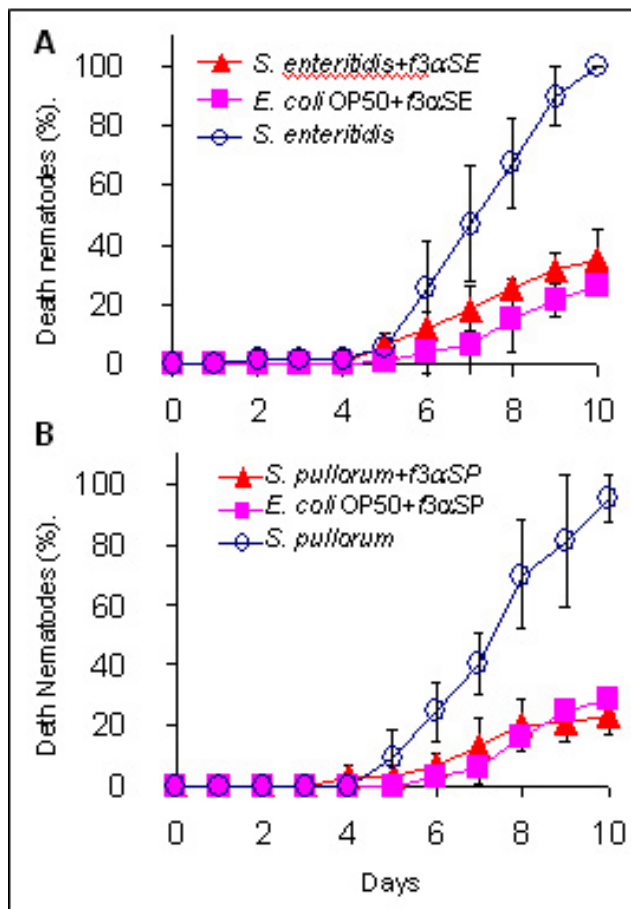 A
S. enteritidis+f3αSE
E. coli OP50+f3αSE
S. enteritidis
Death nematodes (%).
100
80
60
40
20
0
0 2 4 6 8 10
B
S. pullorum+f3αSP
E. coli OP50+f3αSP
S. pullorum
Dath Nematodes (%).
100
80
60
40
20
0
0 2 4 6 8 10
Days